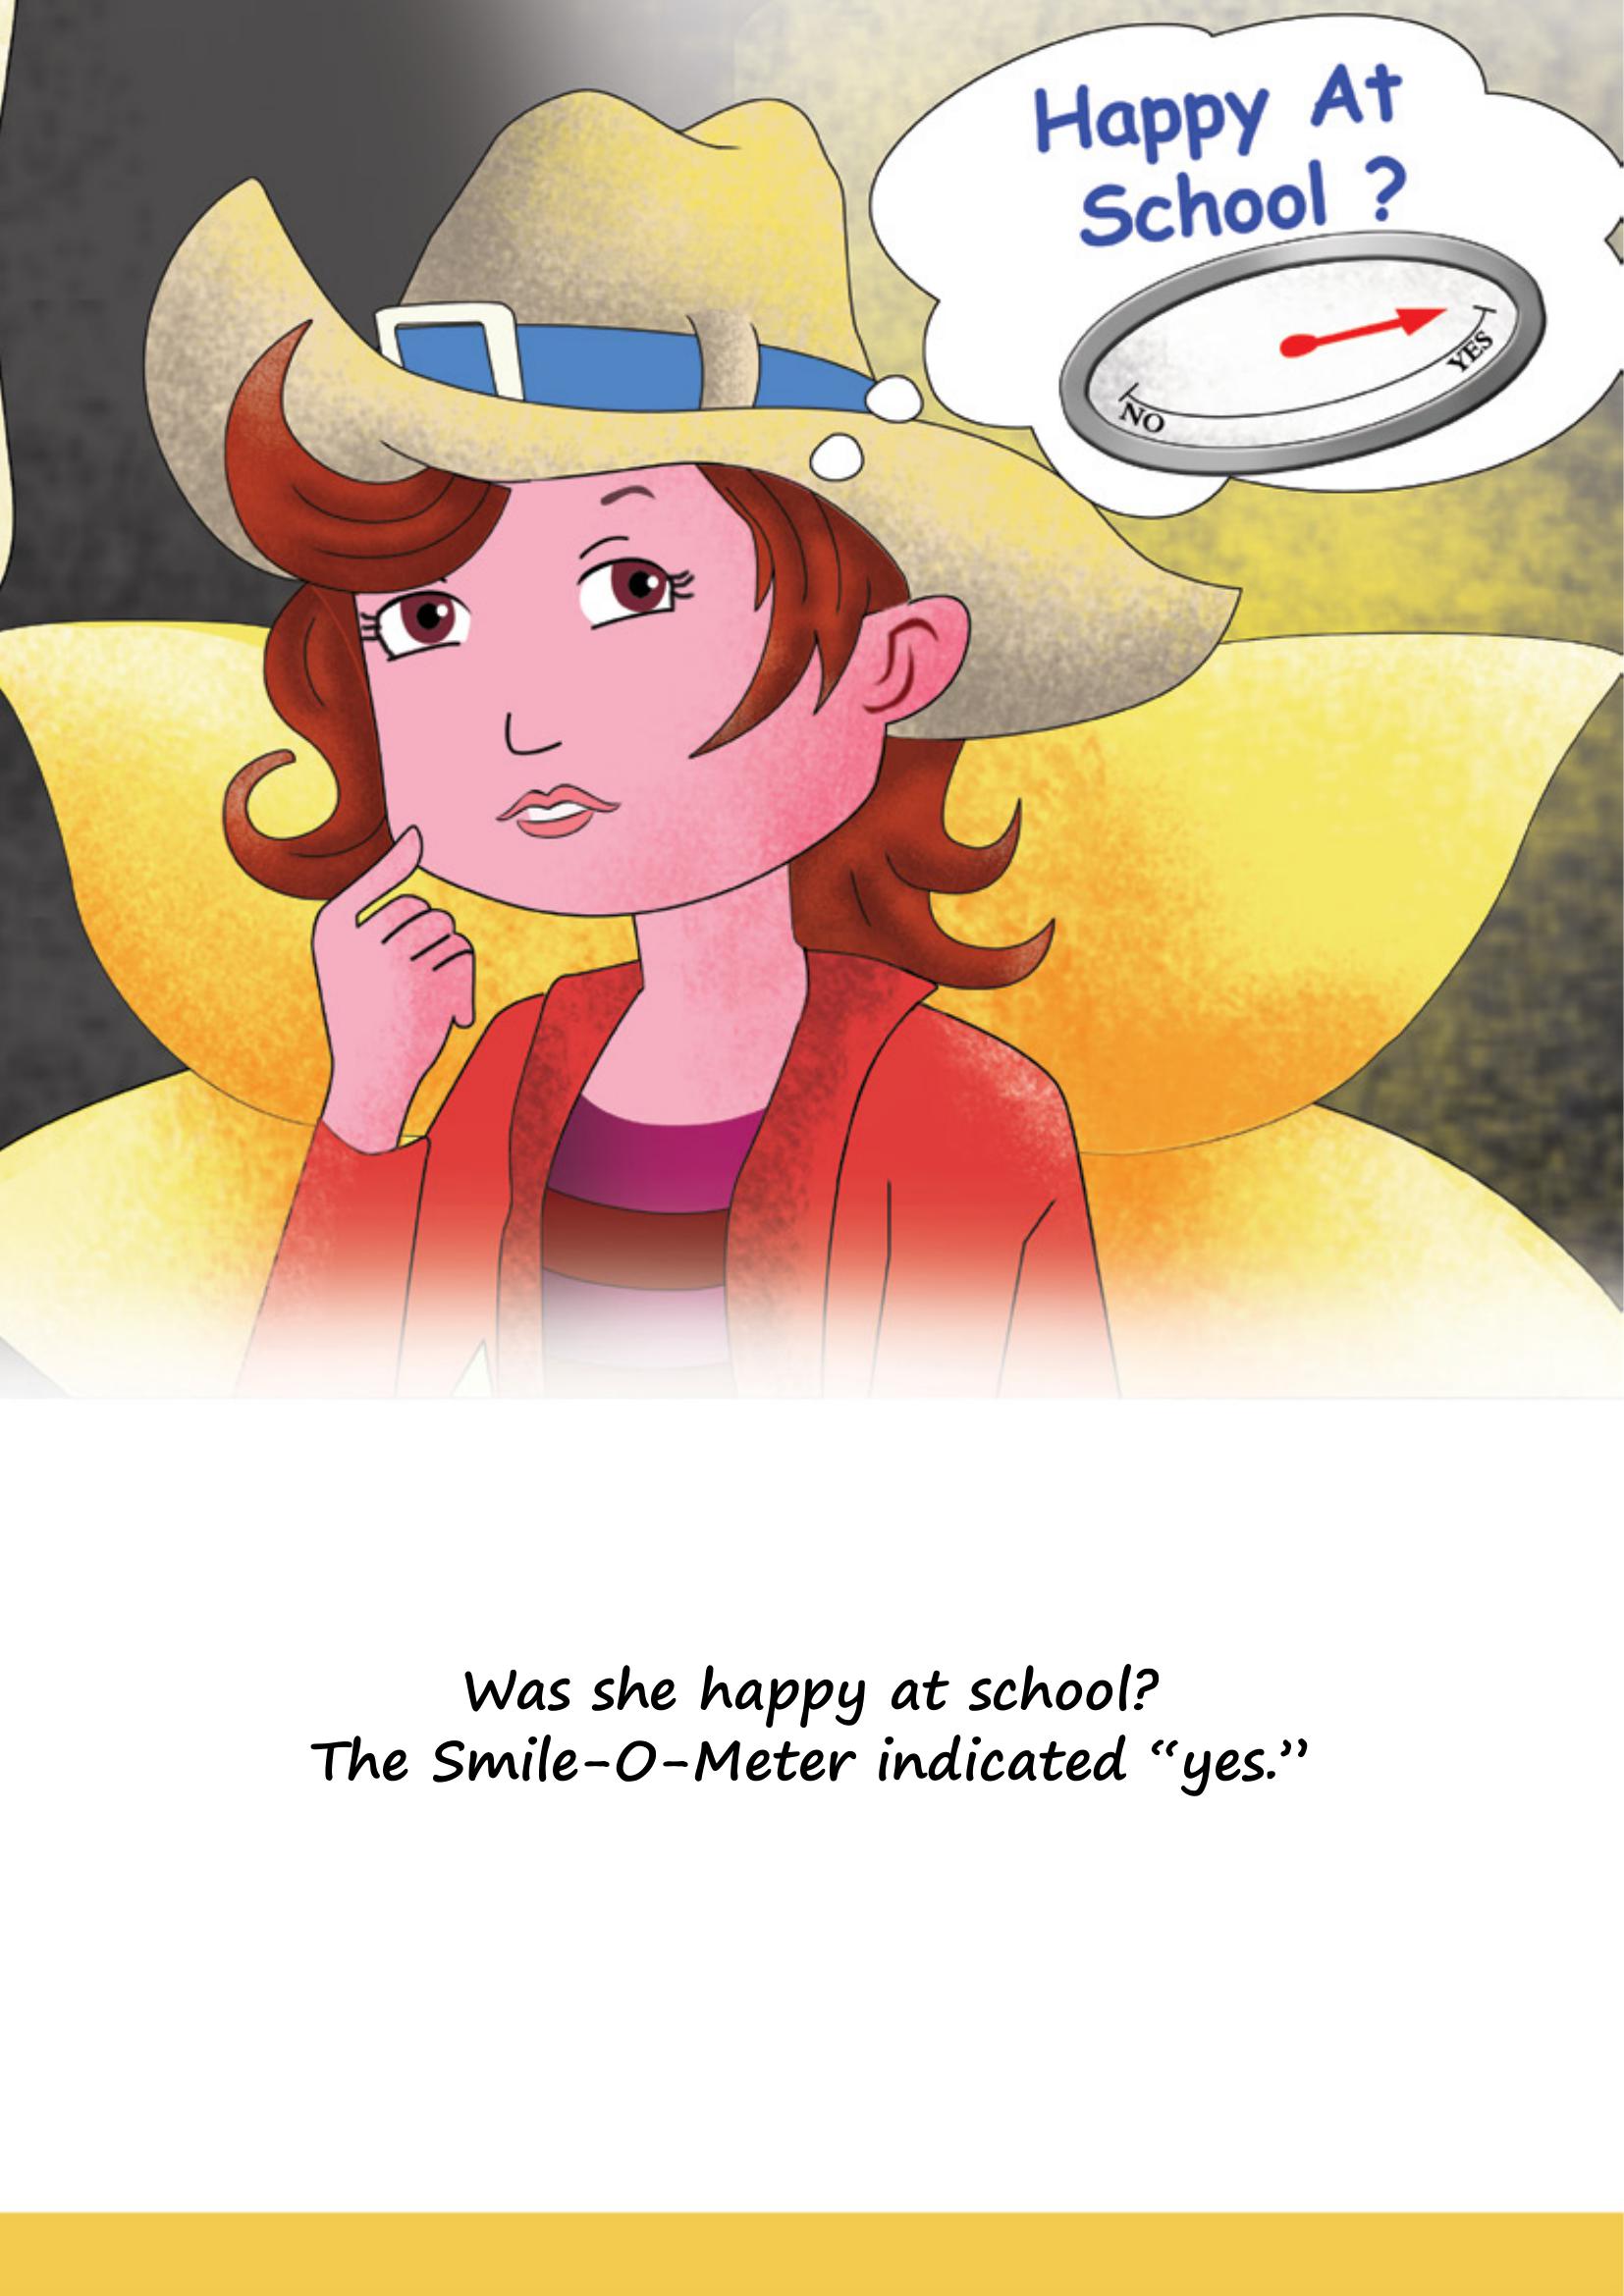 Happy At
School ?
NO
YES
Was she happy at school?
The Smile-O-Meter indicated “yes.”